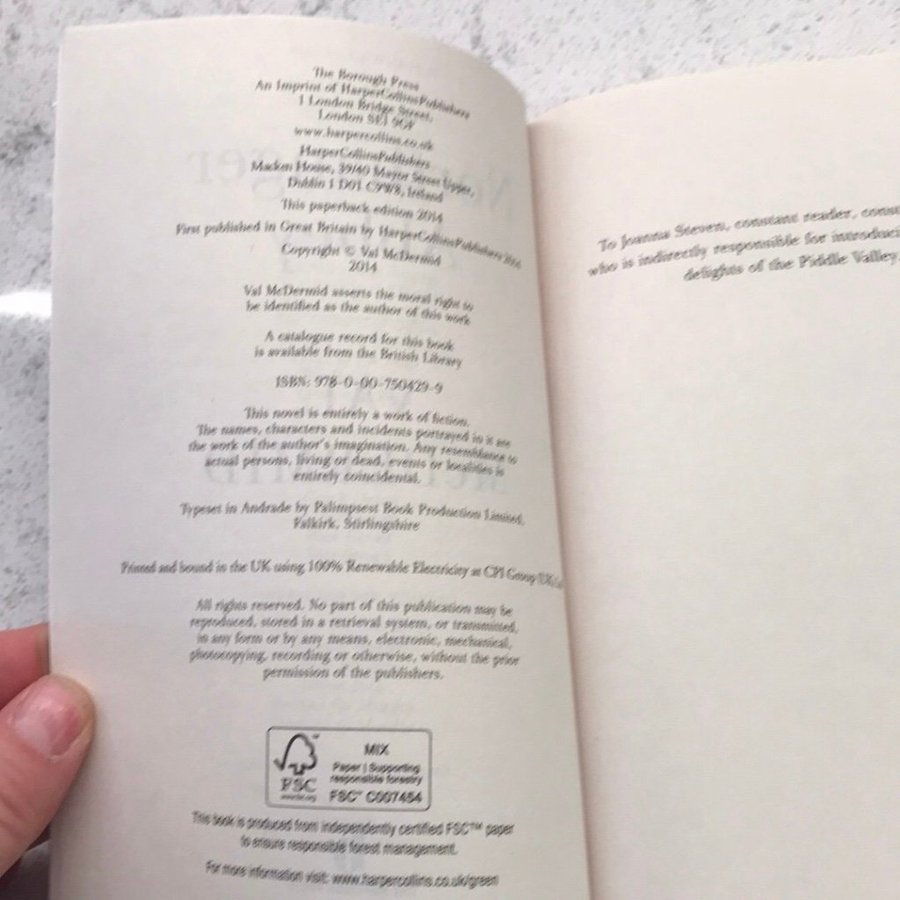 The Borough Press
An Imprint of HarperCollinsPublishers
1 London Bridge Street,
London SE1 9GF
www.harpercollins.co.uk
HarperCollinsPublishers
Macken House, 39/40 Mayor Street Upper,
Dublin 1 D01 C9W8, Ireland
This paperback edition 2014
First published in Great Britain by HarperCollinsPublishers
Copyright © Val McDermid
2014
Val McDermid asserts the moral right to
be identified as the author of this work
A catalogue record for this book
is available from the British Library
ISBN: 978-0-00-750429-9
This novel is entirely a work of fiction.
The names, characters and incidents portrayed in it are
the work of the author's imagination. Any resemblance to
actual persons, living or dead, events or localities is
entirely coincidental.
Typeset in Andrade by Palimpsest Book Production Limited,
Falkirk, Stirlingshire
Printed and bound in the UK using 100% Renewable Electricity at CPI Group (UK)
All rights reserved. No part of this publication may be
reproduced, stored in a retrieval system, or transmitted,
in any form or by any means, electronic, mechanical,
photocopying, recording or otherwise, without the prior
permission of the publishers.
FSC
www.fsc.org
MIX
Paper | Supporting
responsible forestry
FSC™ C007454
This book is produced from independently certified FSC™ paper
to ensure responsible forest management.
For more information visit: www.harpercollins.co.uk/green
To Joanna Steven, constant reader,
who is indirectly responsible for
delights of the Piddle Valley